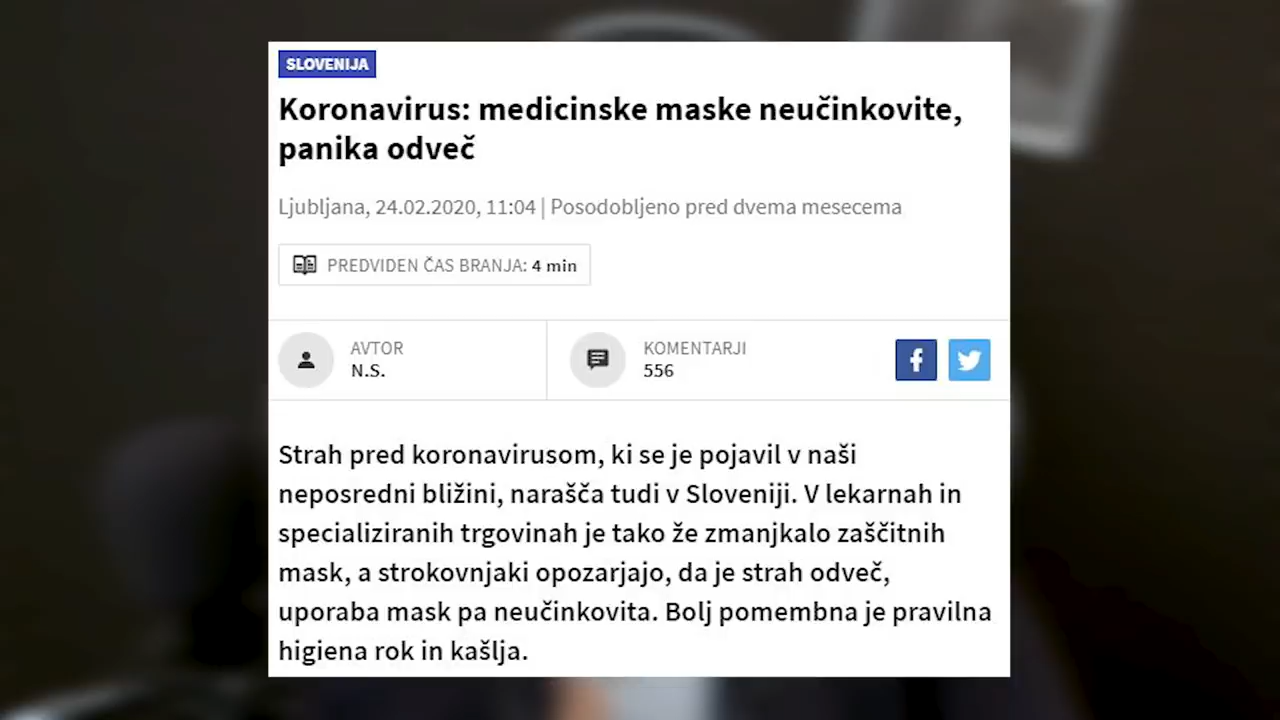 SLOVENIJA
Koronavirus: medicinske maske neučinkovite,
panika odveč
Ljubljana, 24.02.2020, 11:04 | Posodobljeno pred dvema mesecema
PREDVIDEN ČAS BRANJA: 4 min
AVTOR
N.S.
KOMENTARJI
556
Strah pred koronavirusom, ki se je pojavil v naši
neposredni bližini, narašča tudi v Sloveniji. V lekarnah in
specializiranih trgovinah je tako že zmanjkalo zaščitnih
mask, a strokovnjaki opozarjajo, da je strah odveč,
uporaba mask pa neučinkovita. Bolj pomembna je pravilna
higiena rok in kašlja.